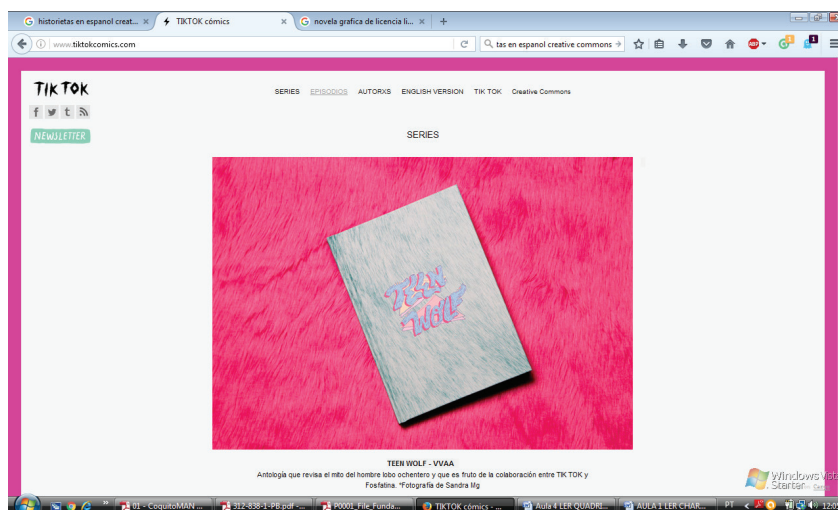 historietas en espanol creat...
TIKTOK cómics
novela grafica de licencia li...
www.tiktokcomics.com
tas en espanol creative commons
ABP
1
1
TIK TOK
SERIES EPISODIOS AUTORXS ENGLISH VERSION TIK TOK Creative Commons
NEWSLETTER
SERIES
TEEN
WOLF
TEEN WOLF - VVAA
Antología que revisa el mito del hombre lobo ochentero y que es fruto de la colaboración entre TIK TOK y
Fosfatina. *Fotografía de Sandra Mg
Windows Vista
Starter
01 - CoquitoMAN ...
312-838-1-PB.pdf -...
P0001_File_Funda...
TIKTOK cómics - ...
Aula 4 LER QUADRI...
AULA 1 LER CHAR...
PT